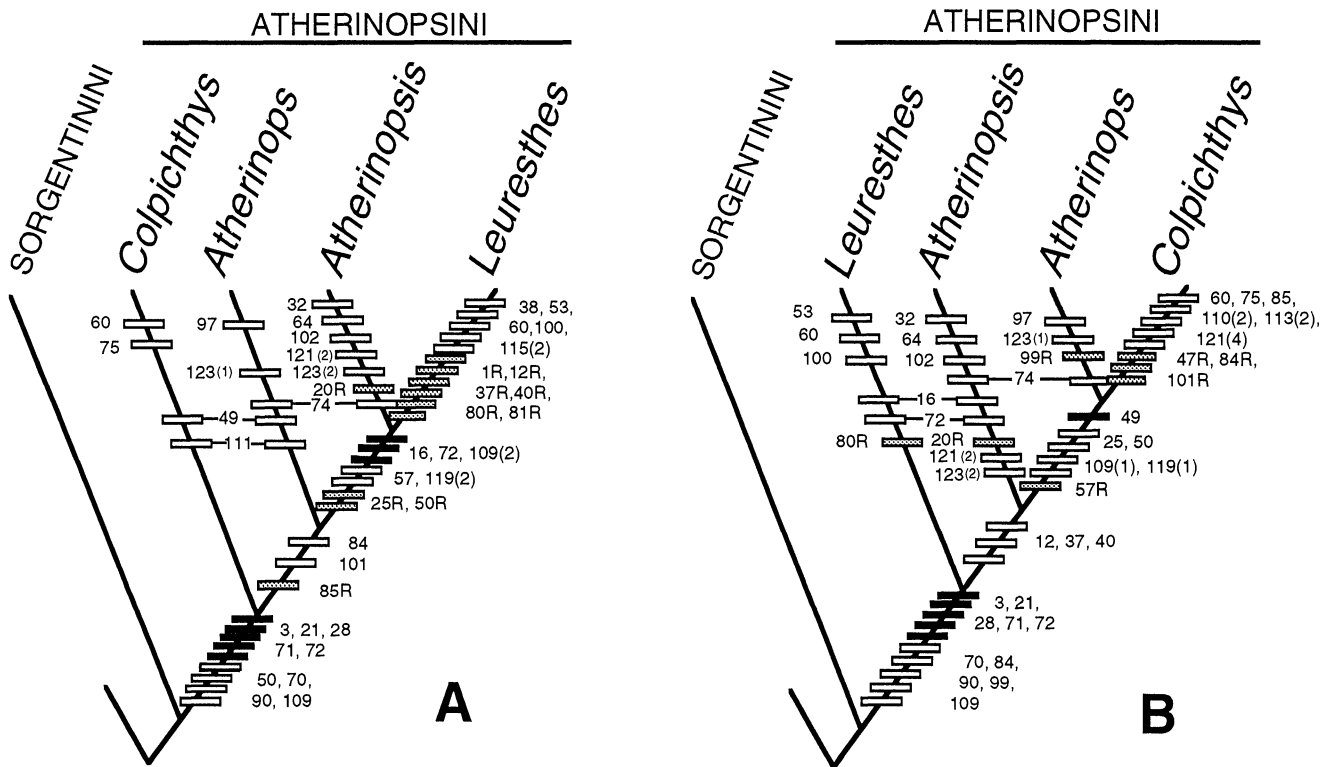 ATHERINOPSINI
SORGENTININI
Colpichthys
Atherinops
Atherinopsis
Leuresthes
60
75
97
123(1)
49
111
32
64
102
121(2)
123(2)
20R
74
38, 53,
60,100,
115(2)
1R,12R,
37R,40R,
80R, 81R
16, 72, 109(2)
57, 119(2)
25R, 50R
84
101
85R
3, 21, 28
71, 72
50, 70,
90, 109
A
ATHERINOPSINI
SORGENTININI
Leuresthes
Atherinopsis
Atherinops
Colpichthys
53
60
100
16
72
80R
32
64
102
74
20R
121(2)
123(2)
97
123(1)
99R
60, 75, 85,
110(2), 113(2),
121(4)
47R, 84R,
101R
49
25, 50
109(1), 119(1)
57R
12, 37, 40
3, 21,
28, 71, 72
70, 84,
90, 99,
109
B